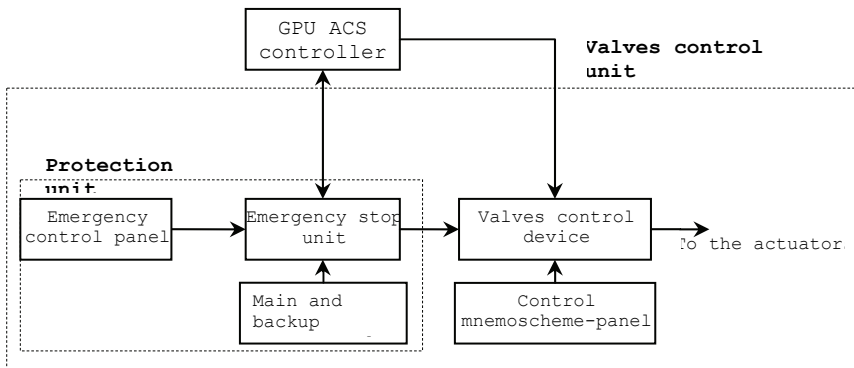 GPU ACS
controller
Valves control
unit
Protection
unit
Emergency
control panel
Emergency stop
unit
Valves control
device
To the actuator
Main and
backup
Control
mnemoscheme-panel